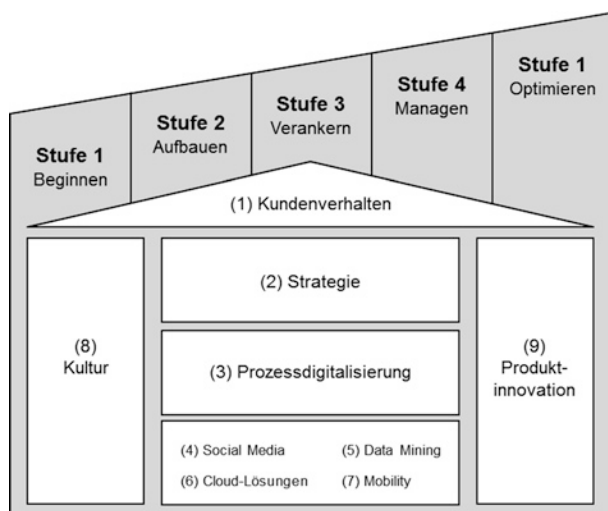 Stufe 1
Beginnen
Stufe 2
Aufbauen
Stufe 3
Verankern
Stufe 4
Managen
Stufe 1
Optimieren
(1) Kundenverhalten
(2) Strategie
(3) Prozessdigitalisierung
(4) Social Media
(5) Data Mining
(6) Cloud-Lösungen
(7) Mobility
(8)
Kultur
(9)
Produkt-
innovation